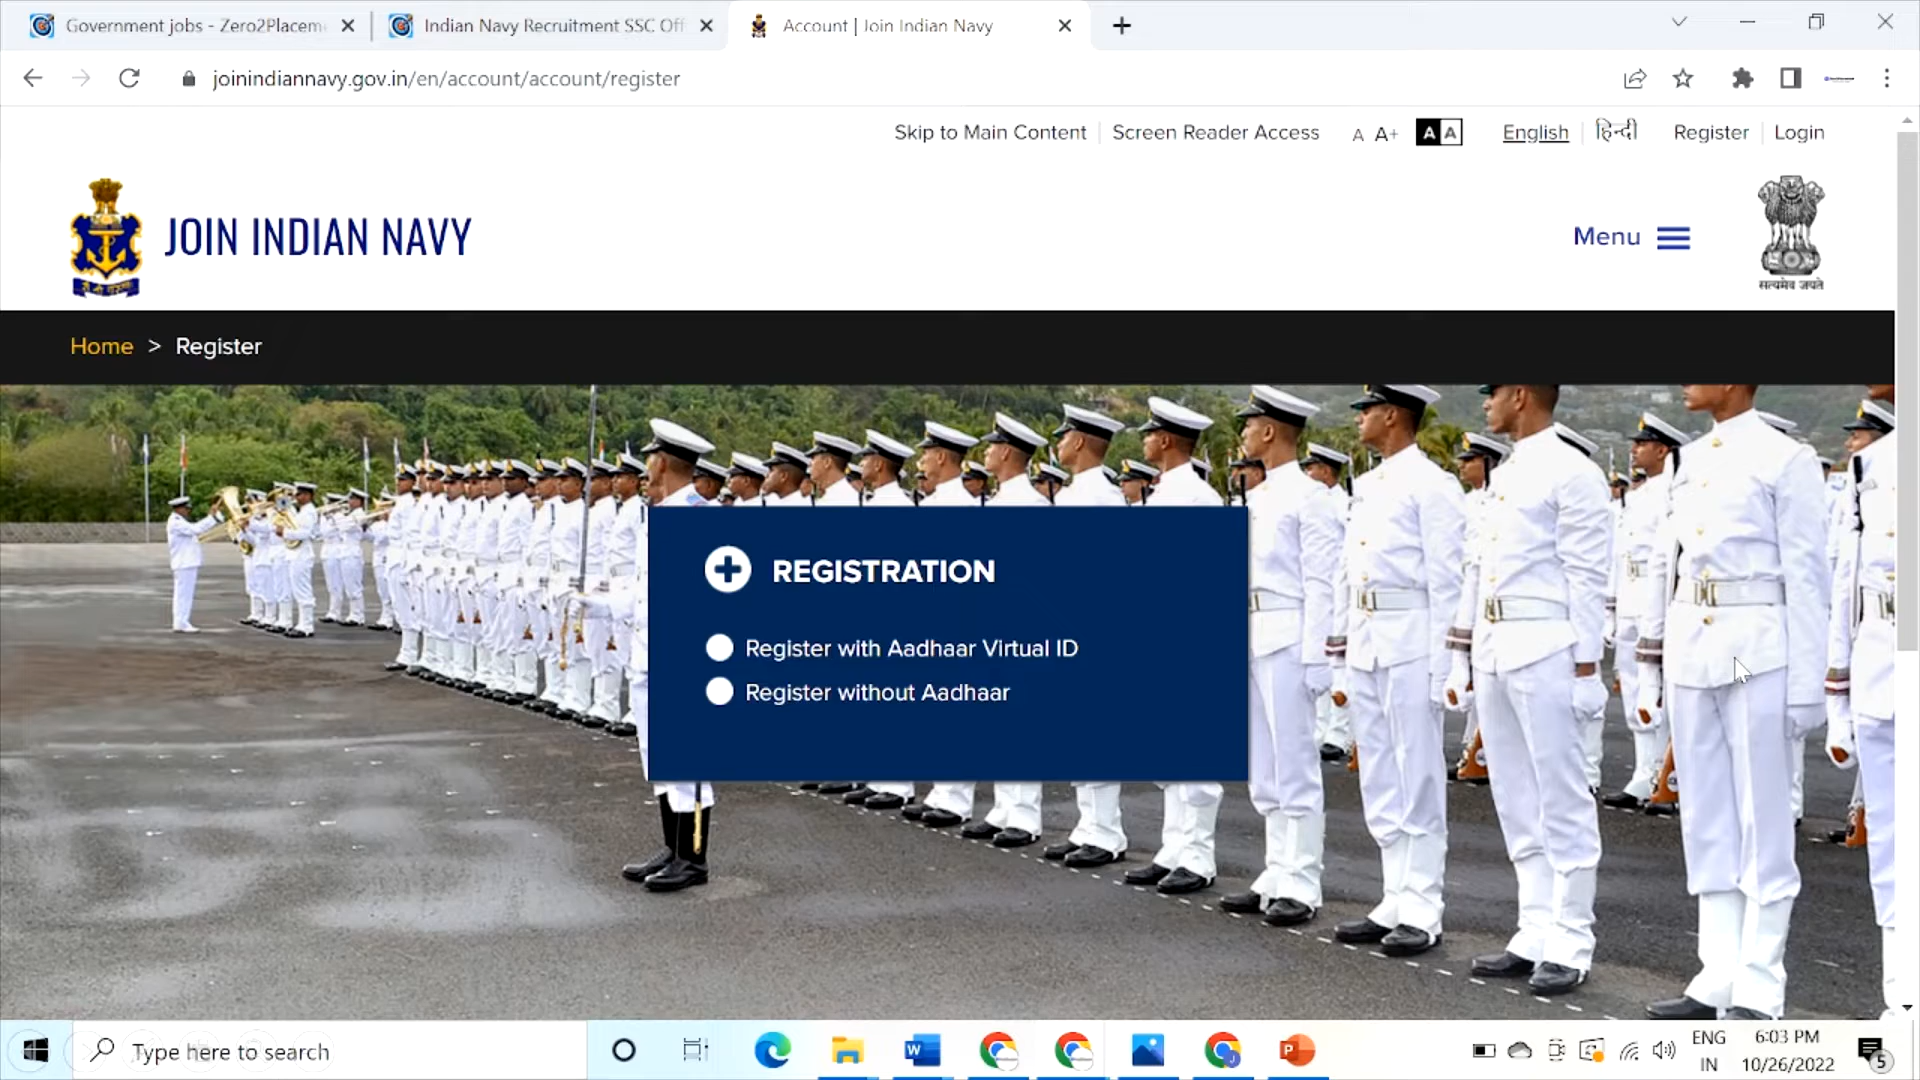 Government jobs - Zero2Placem
Indian Navy Recruitment SSC Off
Account | Join Indian Navy
joinindiannavy.gov.in/en/account/account/register
Skip to Main Content
Screen Reader Access
A A+ A A
English
हिन्दी
Register
Login
JOIN INDIAN NAVY
Menu
सत्यमेव जयते
Home > Register
REGISTRATION
Register with Aadhaar Virtual ID
Register without Aadhaar
Type here to search
ENG
IN
6:03 PM
10/26/2022
5